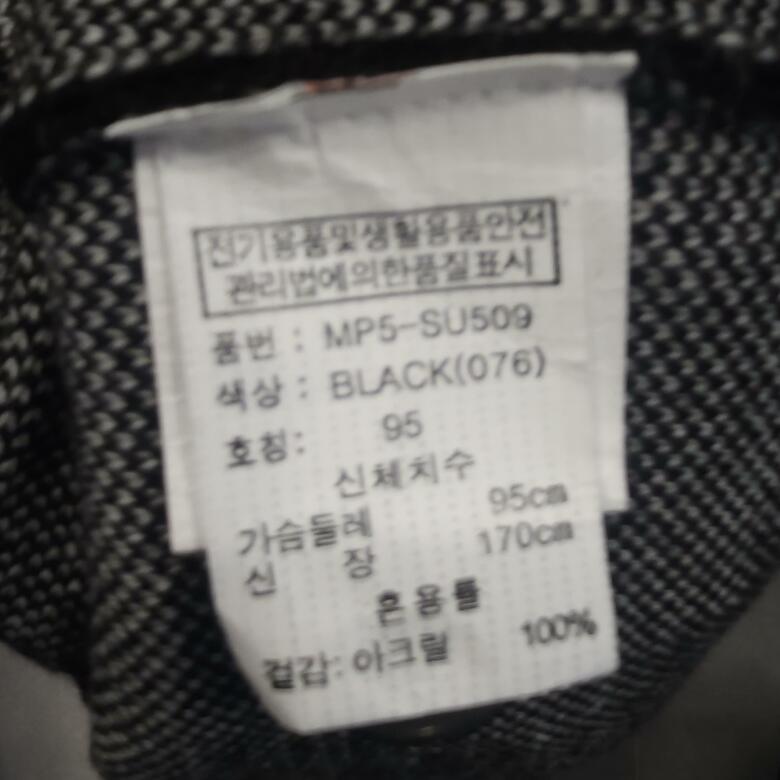 전기용품및생활용품안전
관리법에의한품질표시
품번 : MP5-SU509
색상 : BLACK(076)
호칭: 95
신체치수
가슴둘레 95cm
신 장 170cm
혼용률
겉감: 아크릴 100%